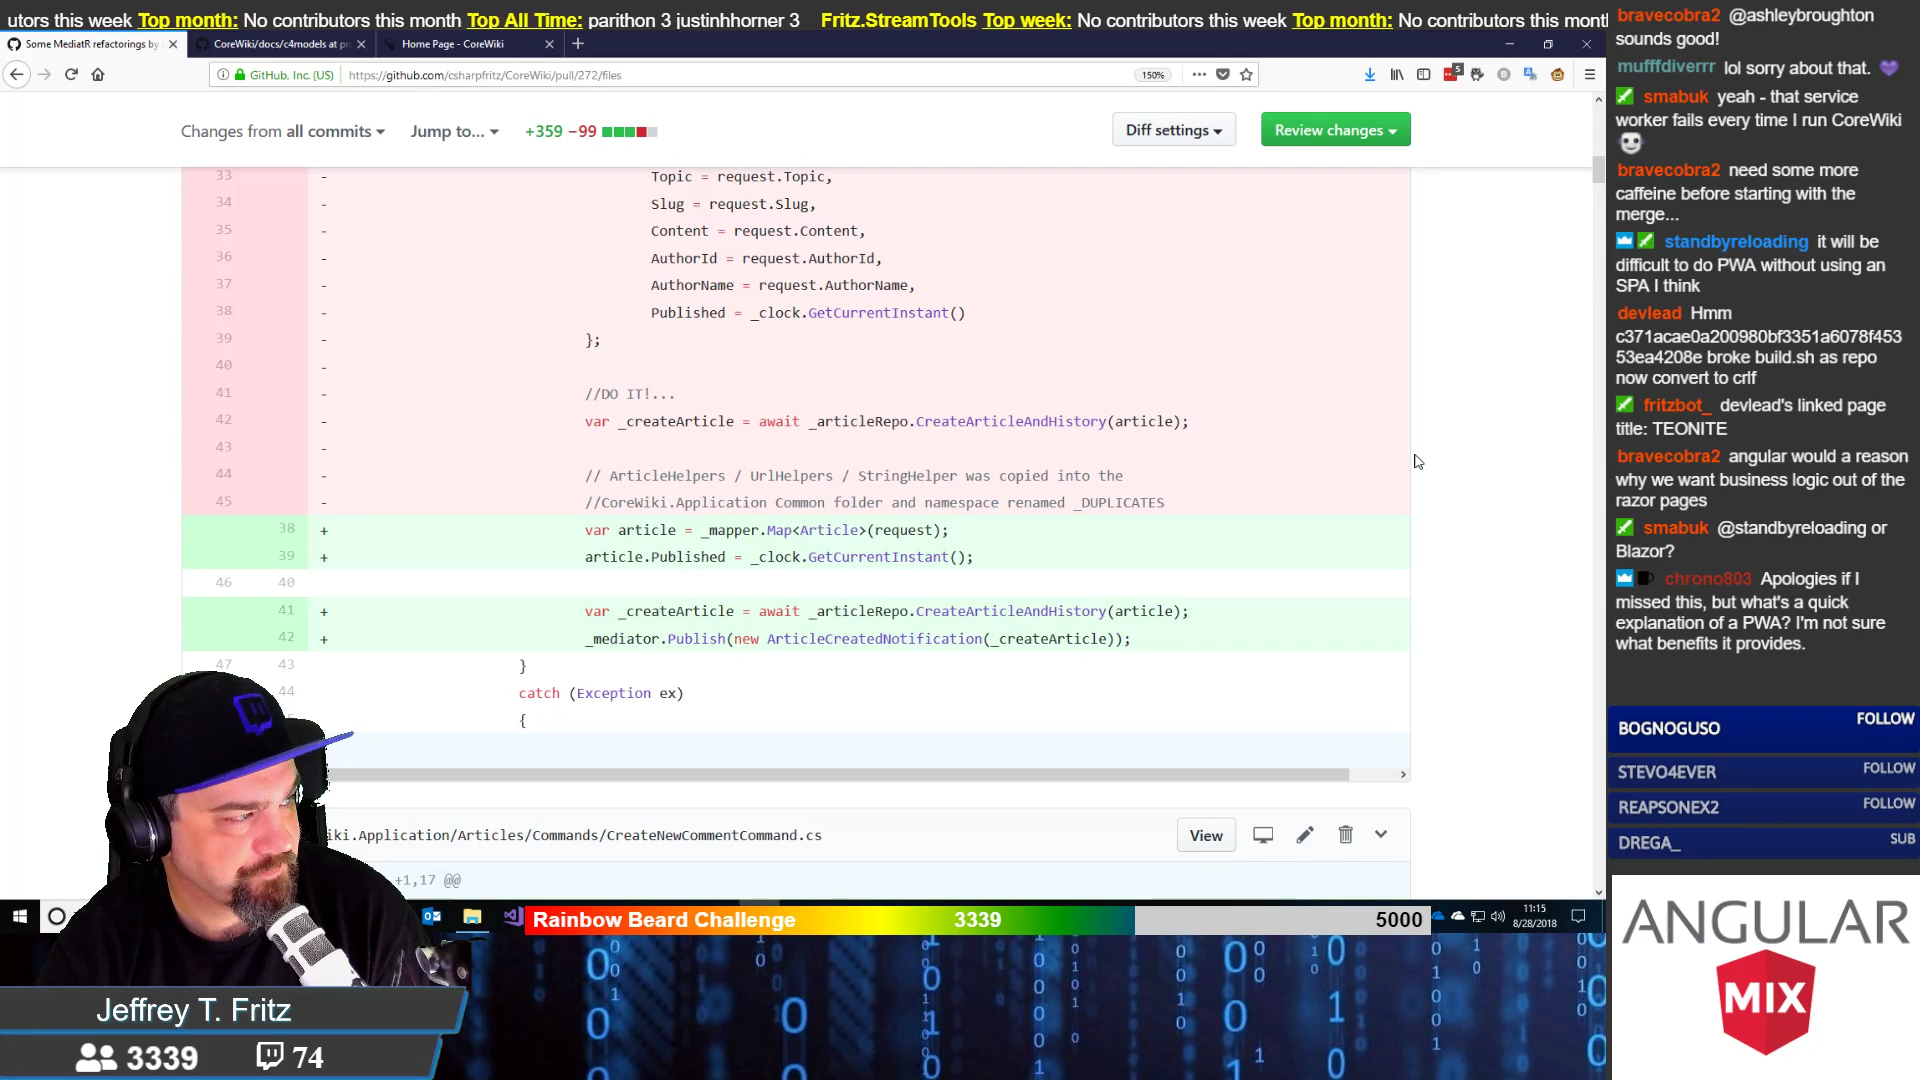 utors this week Top month: No contributors this month Top All Time: parithon 3 justinhhorner 3 Fritz.StreamTools Top week: No contributors this week Top month: No contributors this mont
Some MediatR refactorings by
CoreWiki/docs/c4models at pr
Home Page - CoreWiki
GitHub, Inc. (US)
https://github.com/csharpfritz/CoreWiki/pull/272/files
150%
5
Changes from all commits
Jump to...
+359 −99
Diff settings
Review changes
33 - Topic = request.Topic,
34 - Slug = request.Slug,
35 - Content = request.Content,
36 - AuthorId = request.AuthorId,
37 - AuthorName = request.AuthorName,
38 - Published = _clock.GetCurrentInstant()
39 - };
40 -
41 - //DO IT!...
42 - var _createArticle = await _articleRepo.CreateArticleAndHistory(article);
43 -
44 - // ArticleHelpers / UrlHelpers / StringHelper was copied into the
45 - //CoreWiki.Application Common folder and namespace renamed _DUPLICATES
38 + var article = _mapper.Map<Article>(request);
39 + article.Published = _clock.GetCurrentInstant();
46 40
41 + var _createArticle = await _articleRepo.CreateArticleAndHistory(article);
42 + _mediator.Publish(new ArticleCreatedNotification(_createArticle));
47 43 }
44 catch (Exception ex)
{
iki.Application/Articles/Commands/CreateNewCommentCommand.cs
View
+1,17 @@
bravecobra2 @ashleybroughton
sounds good!
mufffdiverrr lol sorry about that.
smabuk yeah - that service
worker fails every time I run CoreWiki
bravecobra2 need some more
caffeine before starting with the
merge...
standbyreloading it will be
difficult to do PWA without using an
SPA I think
devlead Hmm
c371acae0a200980bf3351a6078f453
53ea4208e broke build.sh as repo
now convert to crlf
fritzbot_ devlead's linked page
title: TEONITE
bravecobra2 angular would a reason
why we want business logic out of the
razor pages
smabuk @standbyreloading or
Blazor?
chrono803 Apologies if I
missed this, but what's a quick
explanation of a PWA? I'm not sure
what benefits it provides.
BOGNOGUSO FOLLOW
STEVO4EVER FOLLOW
REAPSONEX2 FOLLOW
DREGA_ SUB
ANGULAR
MIX
Rainbow Beard Challenge 3339 5000
11:15
8/28/2018
Jeffrey T. Fritz
3339 74